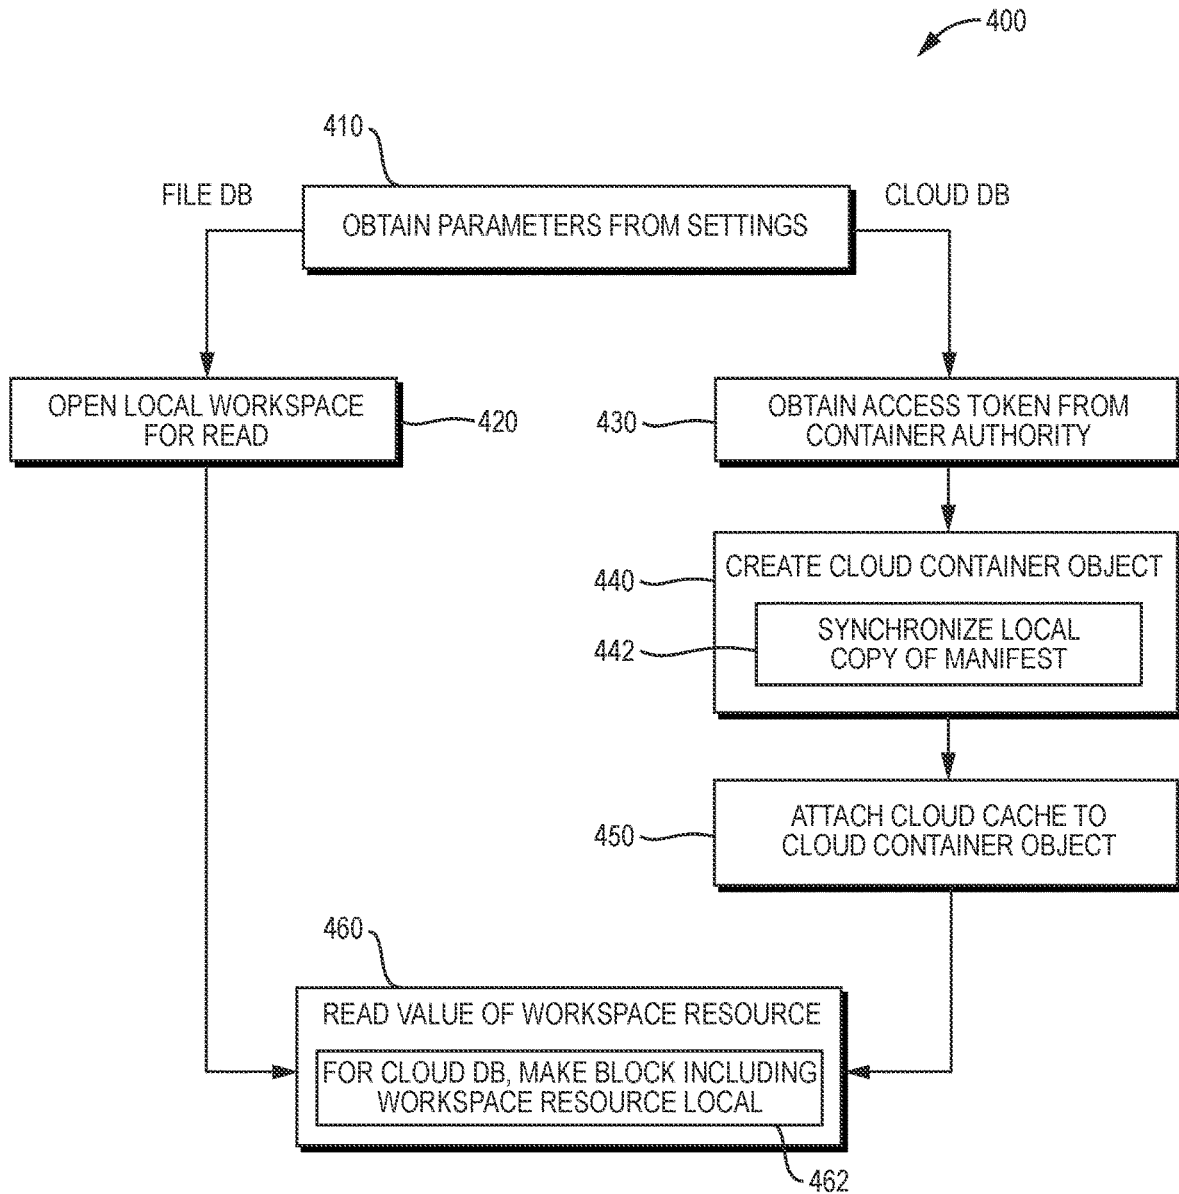 400
410
FILE DB
CLOUD DB
OBTAIN PARAMETERS FROM SETTINGS
OPEN LOCAL WORKSPACE
FOR READ
420
430
OBTAIN ACCESS TOKEN FROM
CONTAINER AUTHORITY
440
CREATE CLOUD CONTAINER OBJECT
442
SYNCHRONIZE LOCAL
COPY OF MANIFEST
450
ATTACH CLOUD CACHE TO
CLOUD CONTAINER OBJECT
460
READ VALUE OF WORKSPACE RESOURCE
FOR CLOUD DB, MAKE BLOCK INCLUDING
WORKSPACE RESOURCE LOCAL
462